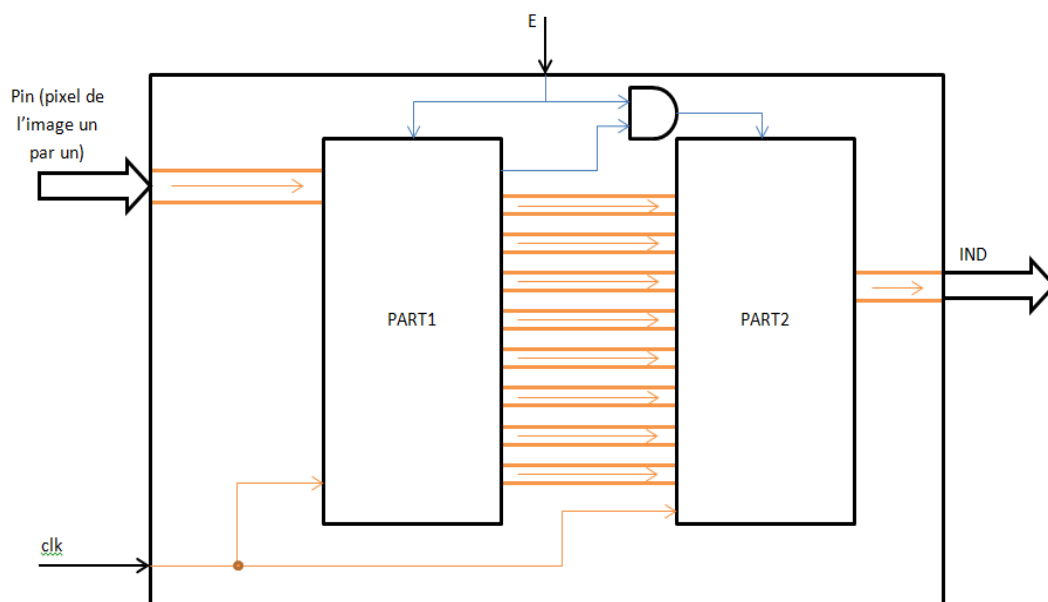 E
Pin (pixel de
l’image un
par un)
IND
PART1
PART2
clk